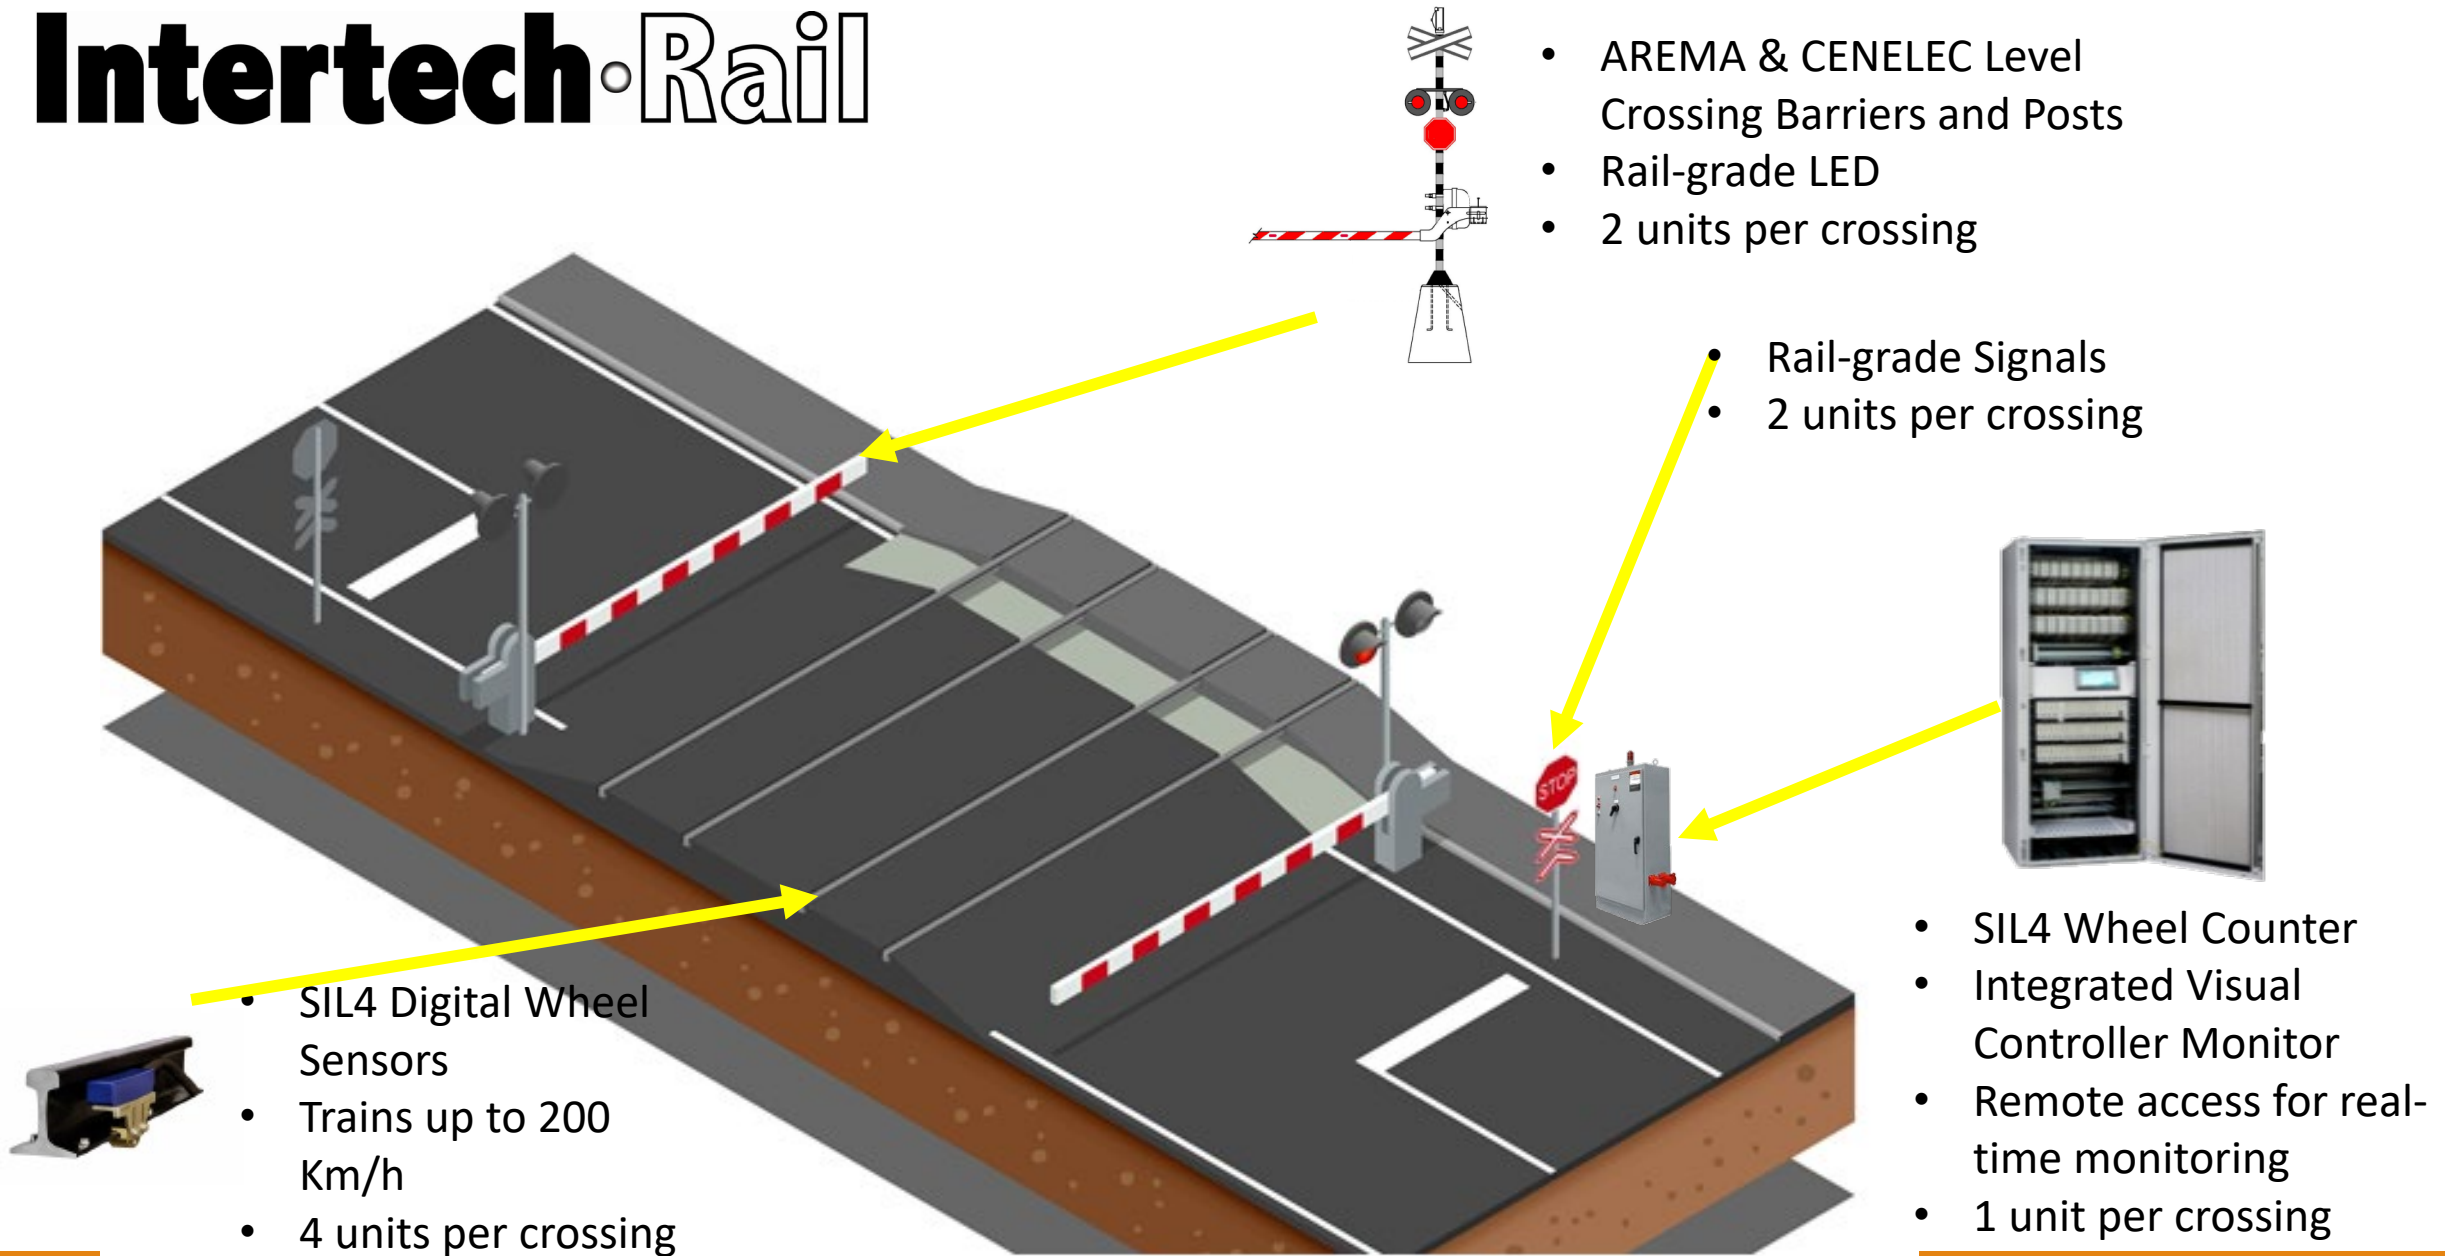 Intertech Rail
• AREMA & CENELEC Level
Crossing Barriers and Posts
• Rail-grade LED
• 2 units per crossing
• Rail-grade Signals
• 2 units per crossing
STOP
• SIL4 Wheel Counter
• Integrated Visual
Controller Monitor
• Remote access for real-
time monitoring
• 1 unit per crossing
• SIL4 Digital Wheel
Sensors
• Trains up to 200
Km/h
• 4 units per crossing